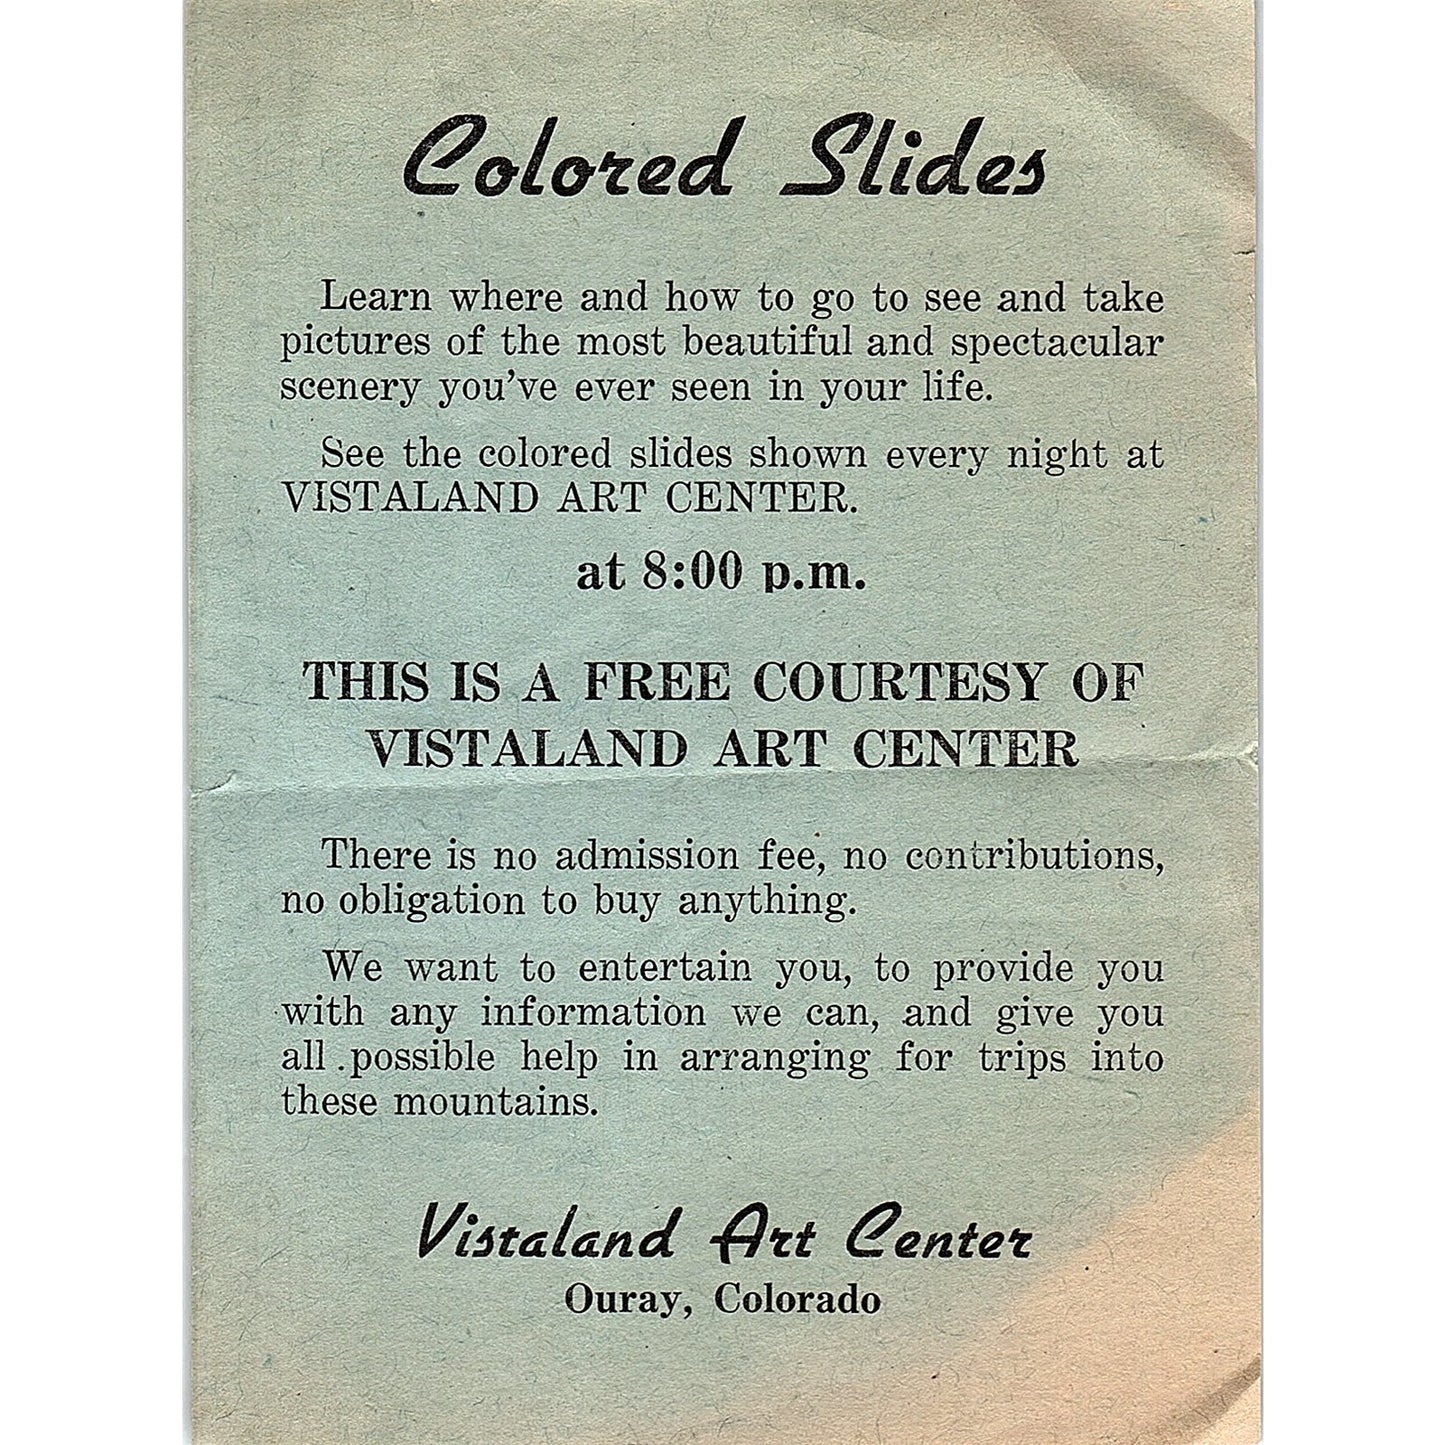 Colored Slides
Learn where and how to go to see and take
pictures of the most beautiful and spectacular
scenery you've ever seen in your life.
See the colored slides shown every night at
VISTALAND ART CENTER.
at 8:00 p.m.
THIS IS A FREE COURTESY OF
VISTALAND ART CENTER
There is no admission fee, no contributions,
no obligation to buy anything.
We want to entertain you, to provide you
with any information we can, and give you
all possible help in arranging for trips into
these mountains.
Vistaland Art Center
Ouray, Colorado